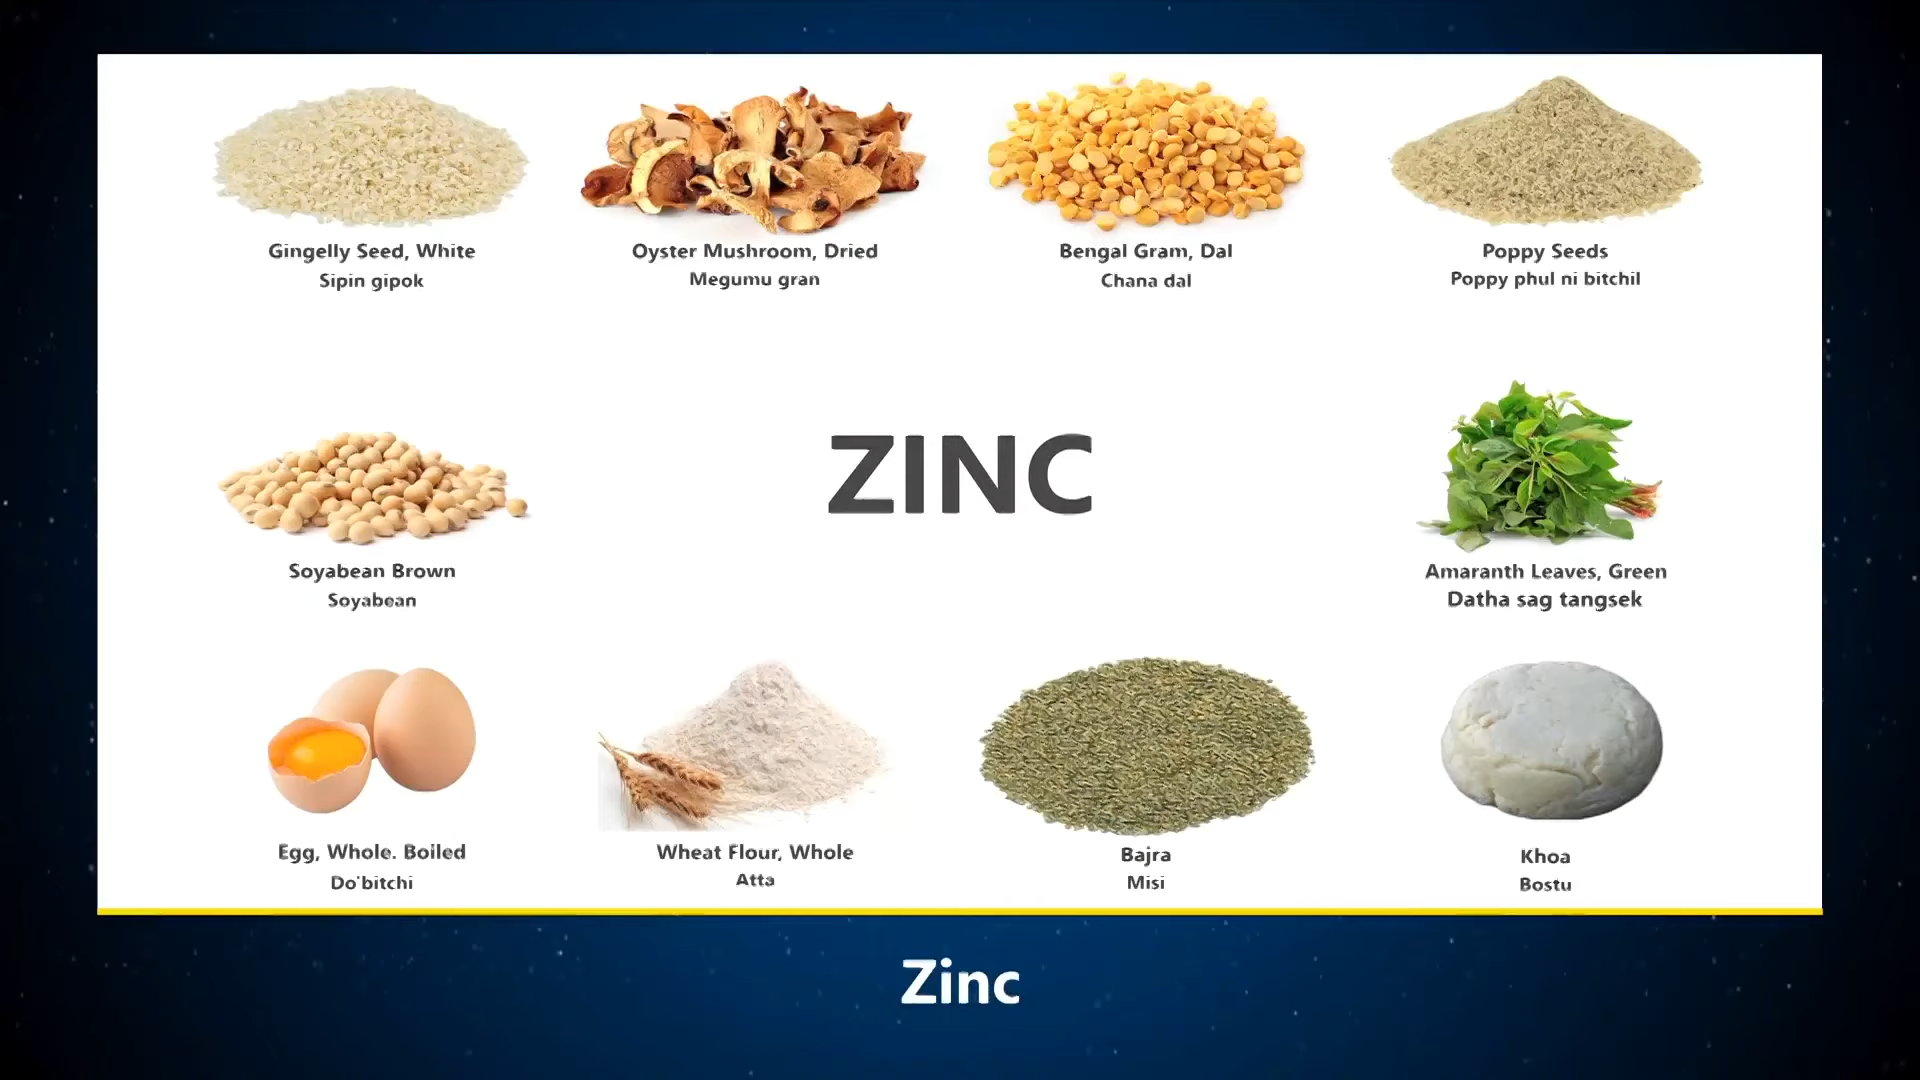 Gingelly Seed, White
Sipin gipok
Oyster Mushroom, Dried
Megumu gran
Bengal Gram, Dal
Chana dal
Poppy Seeds
Poppy phul ni bitchil
Soyabean Brown
Soyabean
ZINC
Amaranth Leaves, Green
Datha sag tangsek
Egg, Whole. Boiled
Do'bitchi
Wheat Flour, Whole
Atta
Bajra
Misi
Khoa
Bostu
Zinc